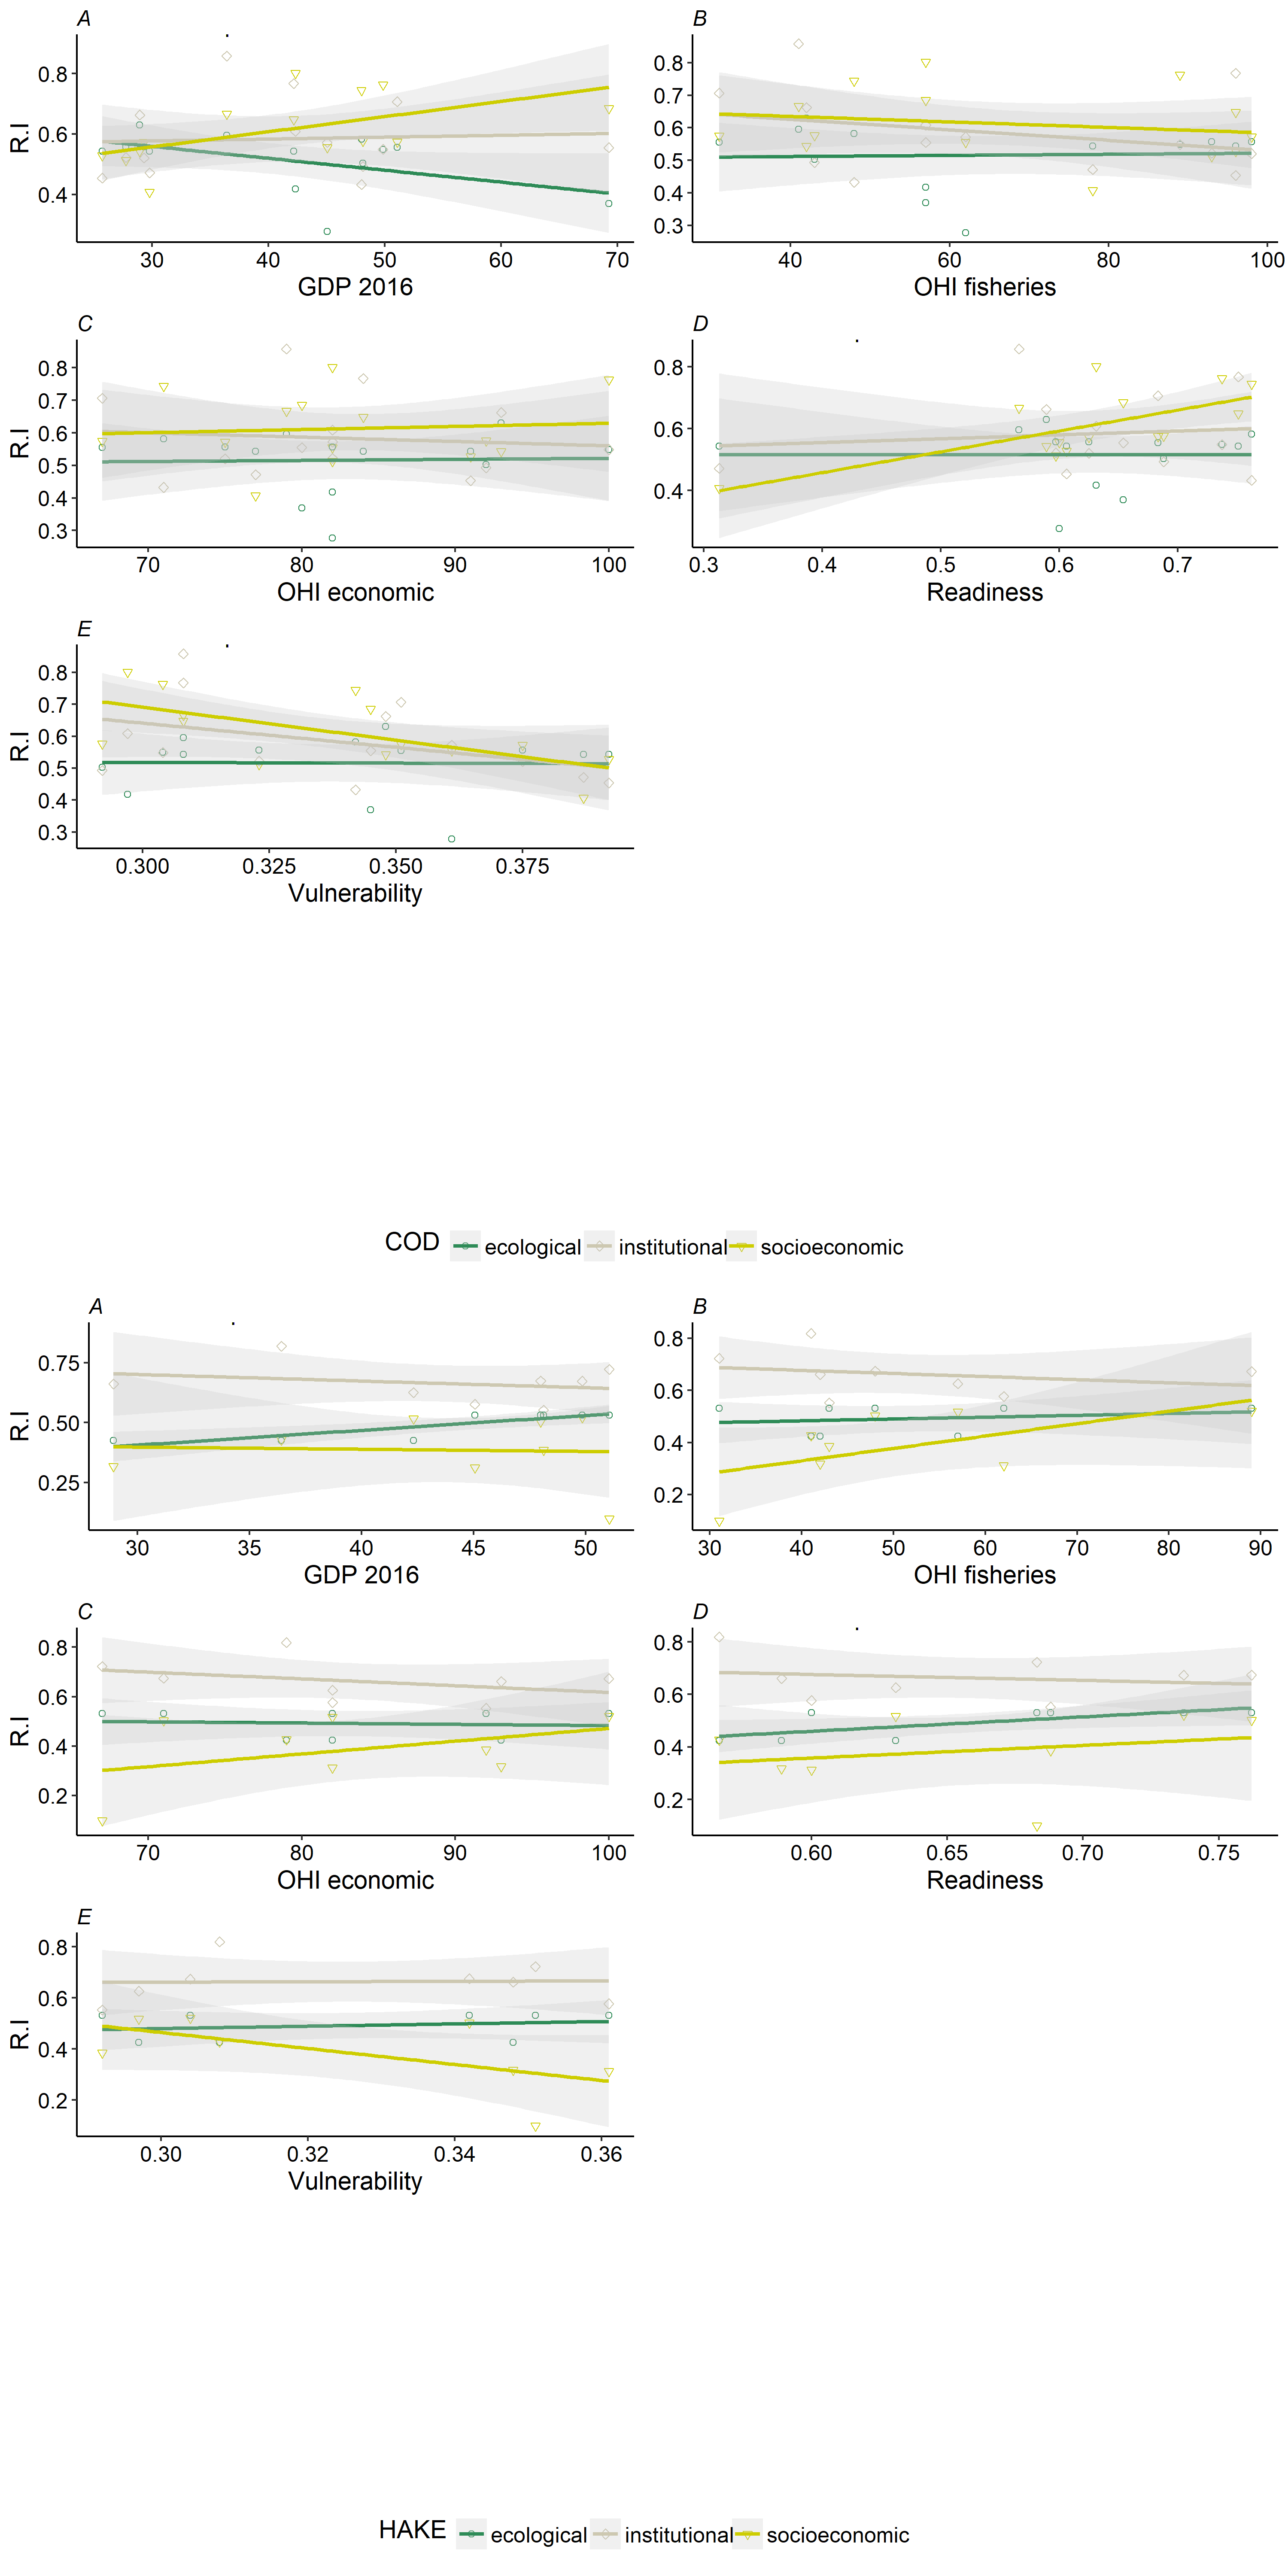 A
R.I
0.8
0.6
0.4
30 40 50 60 70
GDP 2016
B
0.8
0.7
0.6
0.5
0.4
0.3
40 60 80 100
OHI fisheries
C
R.I
0.8
0.7
0.6
0.5
0.4
0.3
70 80 90 100
OHI economic
D
0.8
0.6
0.4
0.3 0.4 0.5 0.6 0.7
Readiness
E
R.I
0.8
0.7
0.6
0.5
0.4
0.3
0.300 0.325 0.350 0.375
Vulnerability
COD ecological institutional socioeconomic
A
R.I
0.75
0.50
0.25
30 35 40 45 50
GDP 2016
B
0.8
0.6
0.4
0.2
30 40 50 60 70 80 90
OHI fisheries
C
R.I
0.8
0.6
0.4
0.2
70 80 90 100
OHI economic
D
0.8
0.6
0.4
0.2
0.60 0.65 0.70 0.75
Readiness
E
R.I
0.8
0.6
0.4
0.2
0.30 0.32 0.34 0.36
Vulnerability
HAKE ecological institutional socioeconomic